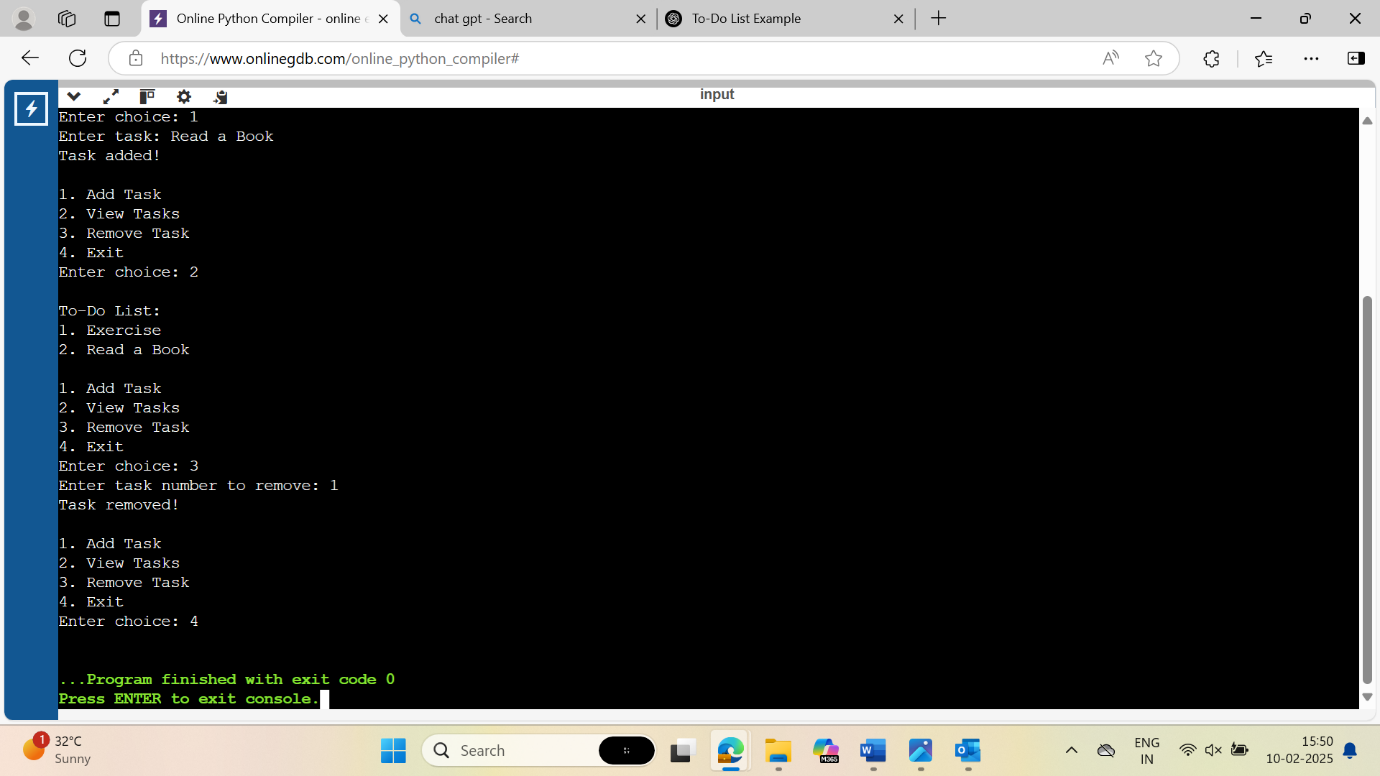 Online Python Compiler - online e
chat gpt - Search
To-Do List Example
https://www.onlinegdb.com/online_python_compiler#
input
Enter choice: 1
Enter task: Read a Book
Task added!
1. Add Task
2. View Tasks
3. Remove Task
4. Exit
Enter choice: 2
To-Do List:
1. Exercise
2. Read a Book
1. Add Task
2. View Tasks
3. Remove Task
4. Exit
Enter choice: 3
Enter task number to remove: 1
Task removed!
1. Add Task
2. View Tasks
3. Remove Task
4. Exit
Enter choice: 4
...Program finished with exit code 0
Press ENTER to exit console.
1
32°C
Sunny
Search
M365
ENG
IN
15:50
10-02-2025